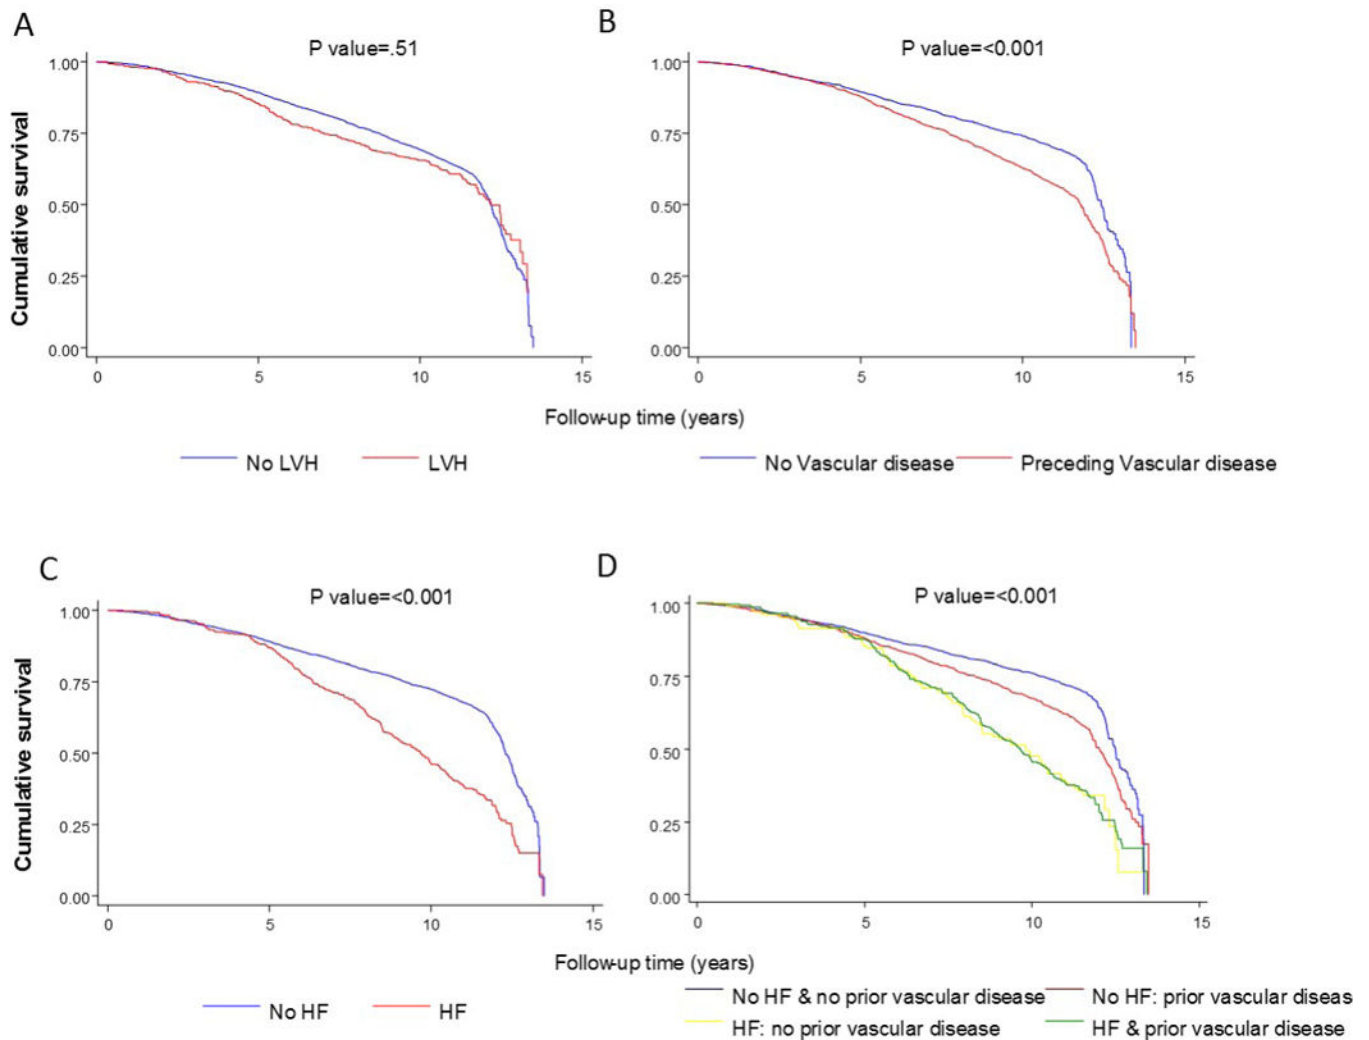 A
B
P value=.51
P value=<0.001
Cumulative survival
1.00
0.75
0.50
0.25
0.00
0
5
10
15
1.00
0.75
0.50
0.25
0.00
0
5
10
15
Follow-up time (years)
No LVH
LVH
No Vascular disease
Preceding Vascular disease
C
D
P value=<0.001
P value=<0.001
Cumulative survival
1.00
0.75
0.50
0.25
0.00
0
5
10
15
1.00
0.75
0.50
0.25
0.00
0
5
10
15
Follow-up time (years)
No HF
HF
No HF & no prior vascular disease
No HF: prior vascular diseas
HF: no prior vascular disease
HF & prior vascular disease